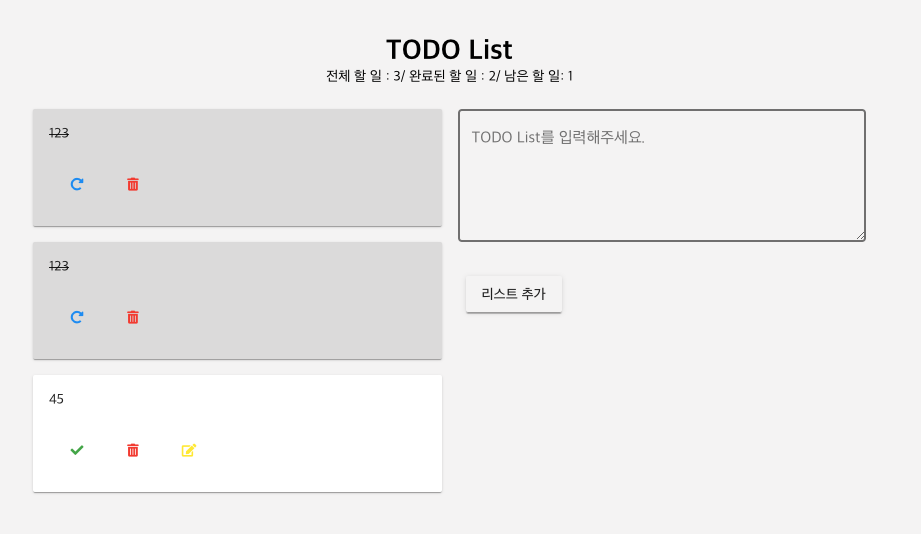 TODO List
전체 할 일 : 3/ 완료된 할 일 : 2/ 남은 할 일: 1
123
123
45
TODO List를 입력해주세요.
리스트 추가